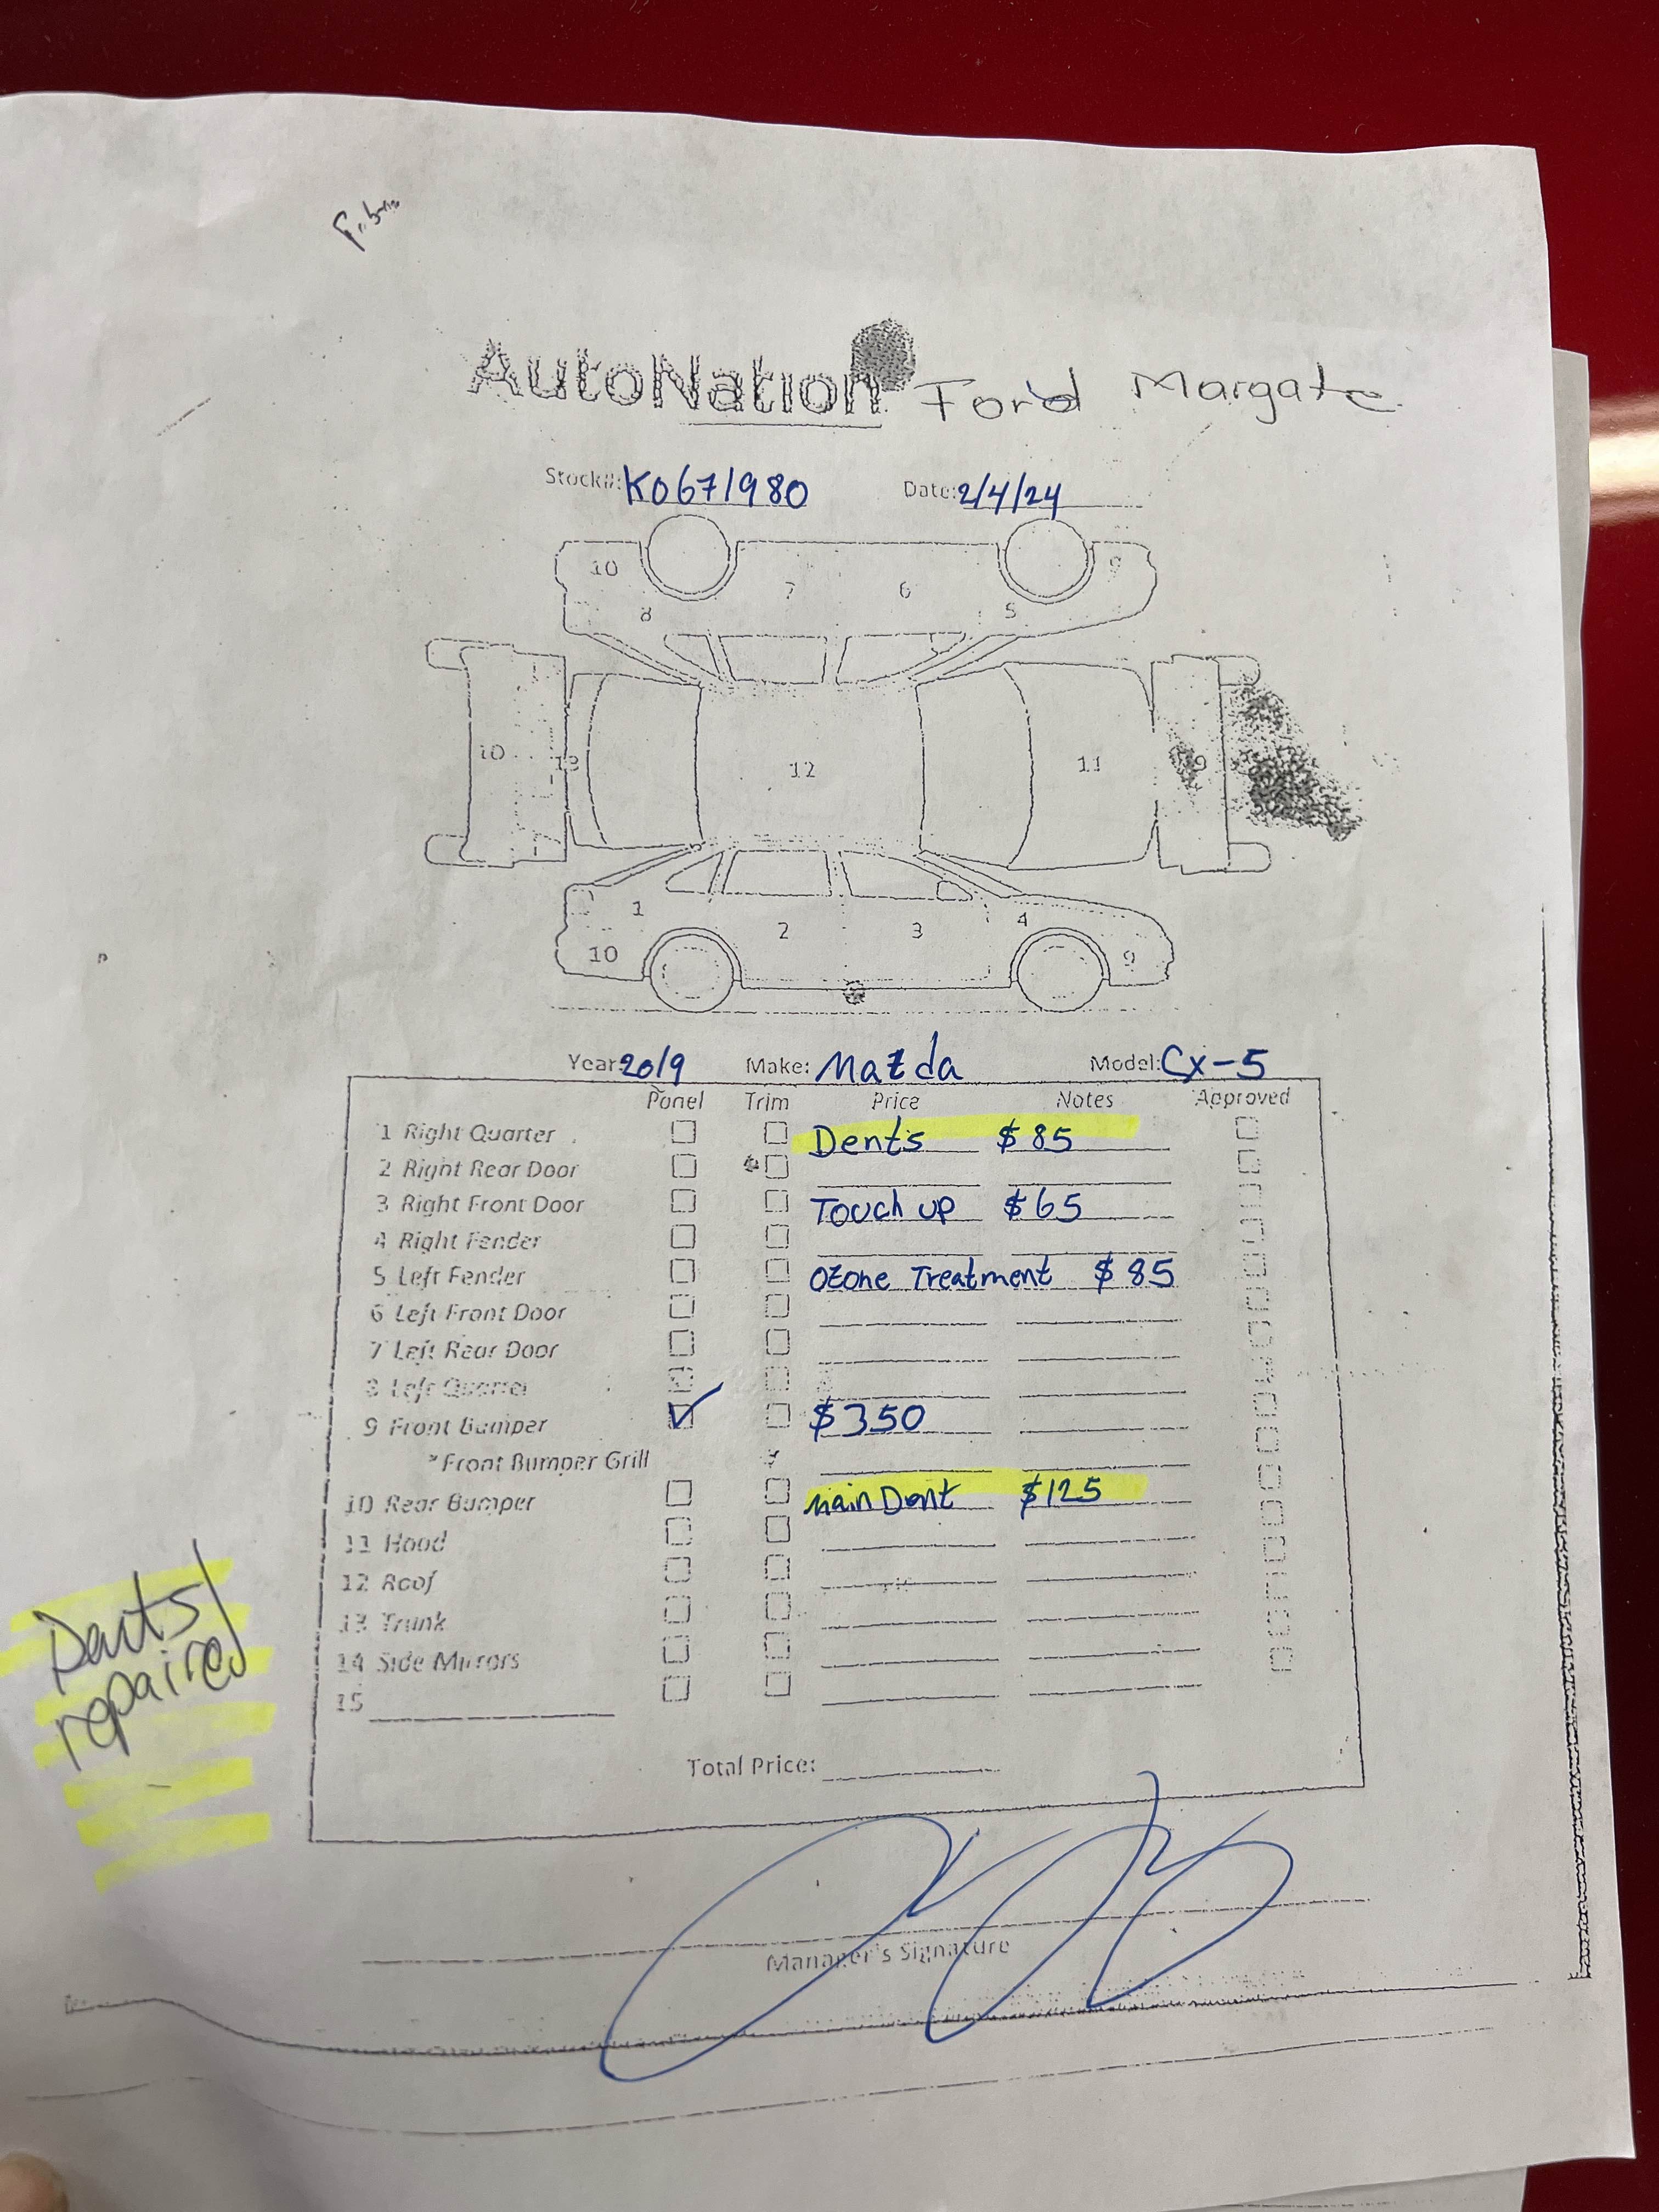 AutoNation Ford Margate
Stock#: K0671980 Date: 2/4/24
10 7 6 9
8 5
10 13 12 11 9
1 2 3 4
10 9
Year: 2019 Make: Mazda Model: Cx-5
Panel Trim Price Notes Approved
1 Right Quarter Dents $85
2 Right Rear Door
3 Right Front Door Touch up $65
4 Right Fender
5 Left Fender Ozone Treatment $85
6 Left Front Door
7 Left Rear Door
8 Left Quarter
9 Front Bumper ✓ $350
*Front Bumper Grill
10 Rear Bumper main Dent $125
11 Hood
12 Roof
13 Trunk
14 Side Mirrors
15
Dents
repaired
Total Price:
Manager's Signature